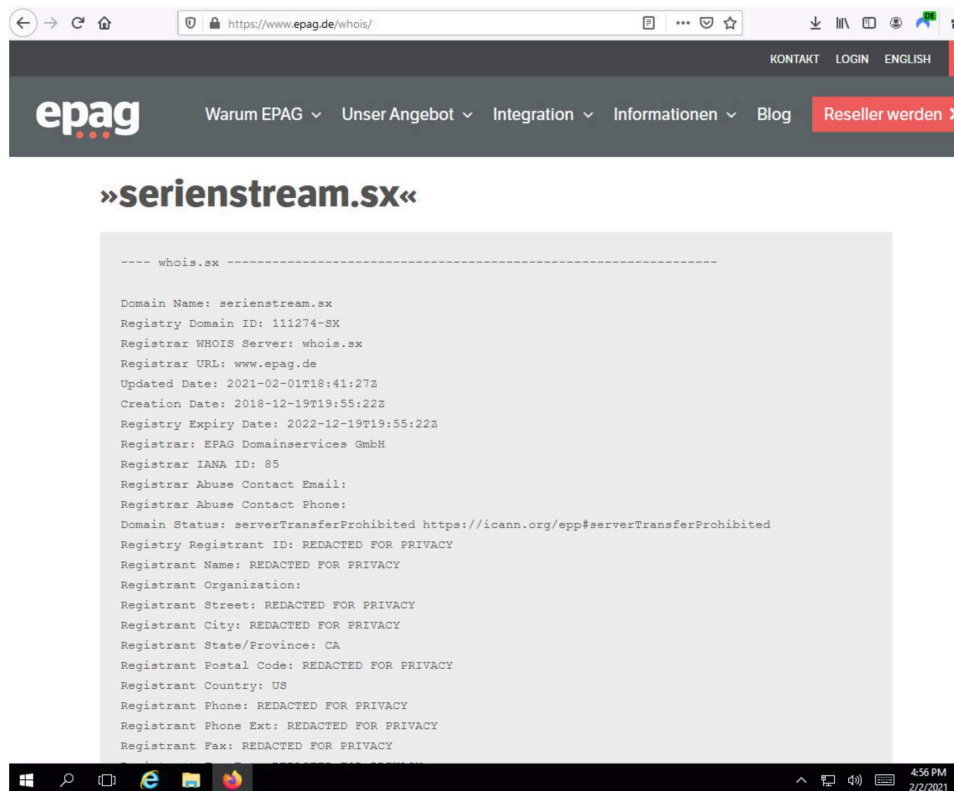 https://www.epag.de/whois/
DE
KONTAKT LOGIN ENGLISH
epag
Warum EPAG Unser Angebot Integration Informationen Blog Reseller werden
»serienstream.sx«
---- whois.sx -----------------------------------------------------------------
Domain Name: serienstream.sx
Registry Domain ID: 111274-SX
Registrar WHOIS Server: whois.sx
Registrar URL: www.epag.de
Updated Date: 2021-02-01T18:41:27Z
Creation Date: 2018-12-19T19:55:22Z
Registry Expiry Date: 2022-12-19T19:55:22Z
Registrar: EPAG Domainservices GmbH
Registrar IANA ID: 85
Registrar Abuse Contact Email:
Registrar Abuse Contact Phone:
Domain Status: serverTransferProhibited https://icann.org/epp#serverTransferProhibited
Registry Registrant ID: REDACTED FOR PRIVACY
Registrant Name: REDACTED FOR PRIVACY
Registrant Organization:
Registrant Street: REDACTED FOR PRIVACY
Registrant City: REDACTED FOR PRIVACY
Registrant State/Province: CA
Registrant Postal Code: REDACTED FOR PRIVACY
Registrant Country: US
Registrant Phone: REDACTED FOR PRIVACY
Registrant Phone Ext: REDACTED FOR PRIVACY
Registrant Fax: REDACTED FOR PRIVACY
4:56 PM
2/2/2021